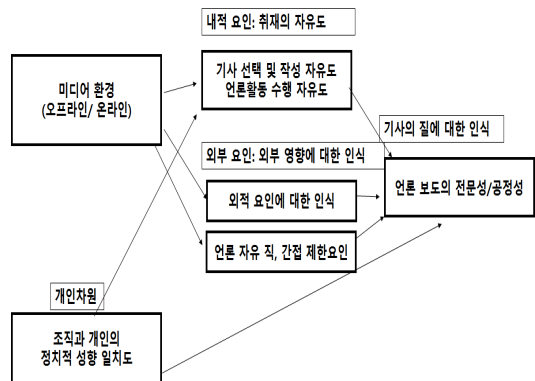 내적 요인: 취재의 자유도
미디어 환경
(오프라인/ 온라인)
기사 선택 및 작성 자유도
언론활동 수행 자유도
기사의 질에 대한 인식
외부 요인: 외부 영향에 대한 인식
외적 요인에 대한 인식
언론 보도의 전문성/공정성
언론 자유 직, 간접 제한요인
개인차원
조직과 개인의
정치적 성향 일치도